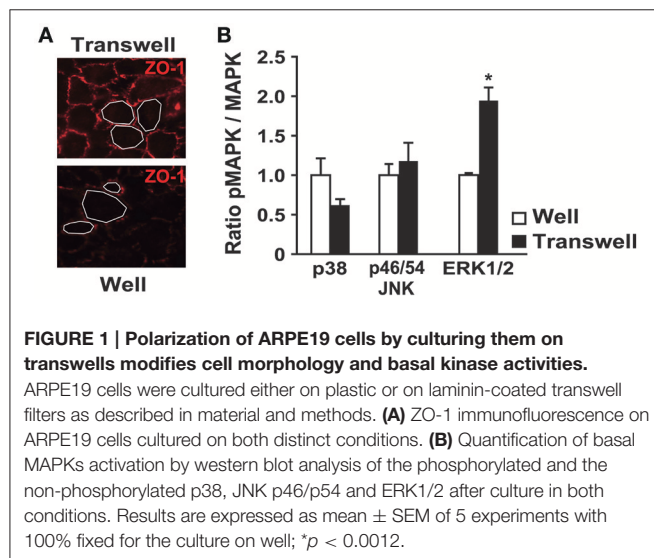 A
Transwell
ZO-1
ZO-1
Well
B
Ratio pMAPK / MAPK
2.5
2.0
1.5
1.0
0.5
0
*
Well
Transwell
p38
p46/54
JNK
ERK1/2
FIGURE 1 | Polarization of ARPE19 cells by culturing them on
transwells modifies cell morphology and basal kinase activities.
ARPE19 cells were cultured either on plastic or on laminin-coated transwell
filters as described in material and methods. (A) ZO-1 immunofluorescence on
ARPE19 cells cultured on both distinct conditions. (B) Quantification of basal
MAPKs activation by western blot analysis of the phosphorylated and the
non-phosphorylated p38, JNK p46/p54 and ERK1/2 after culture in both
conditions. Results are expressed as mean ± SEM of 5 experiments with
100% fixed for the culture on well; *p < 0.0012.